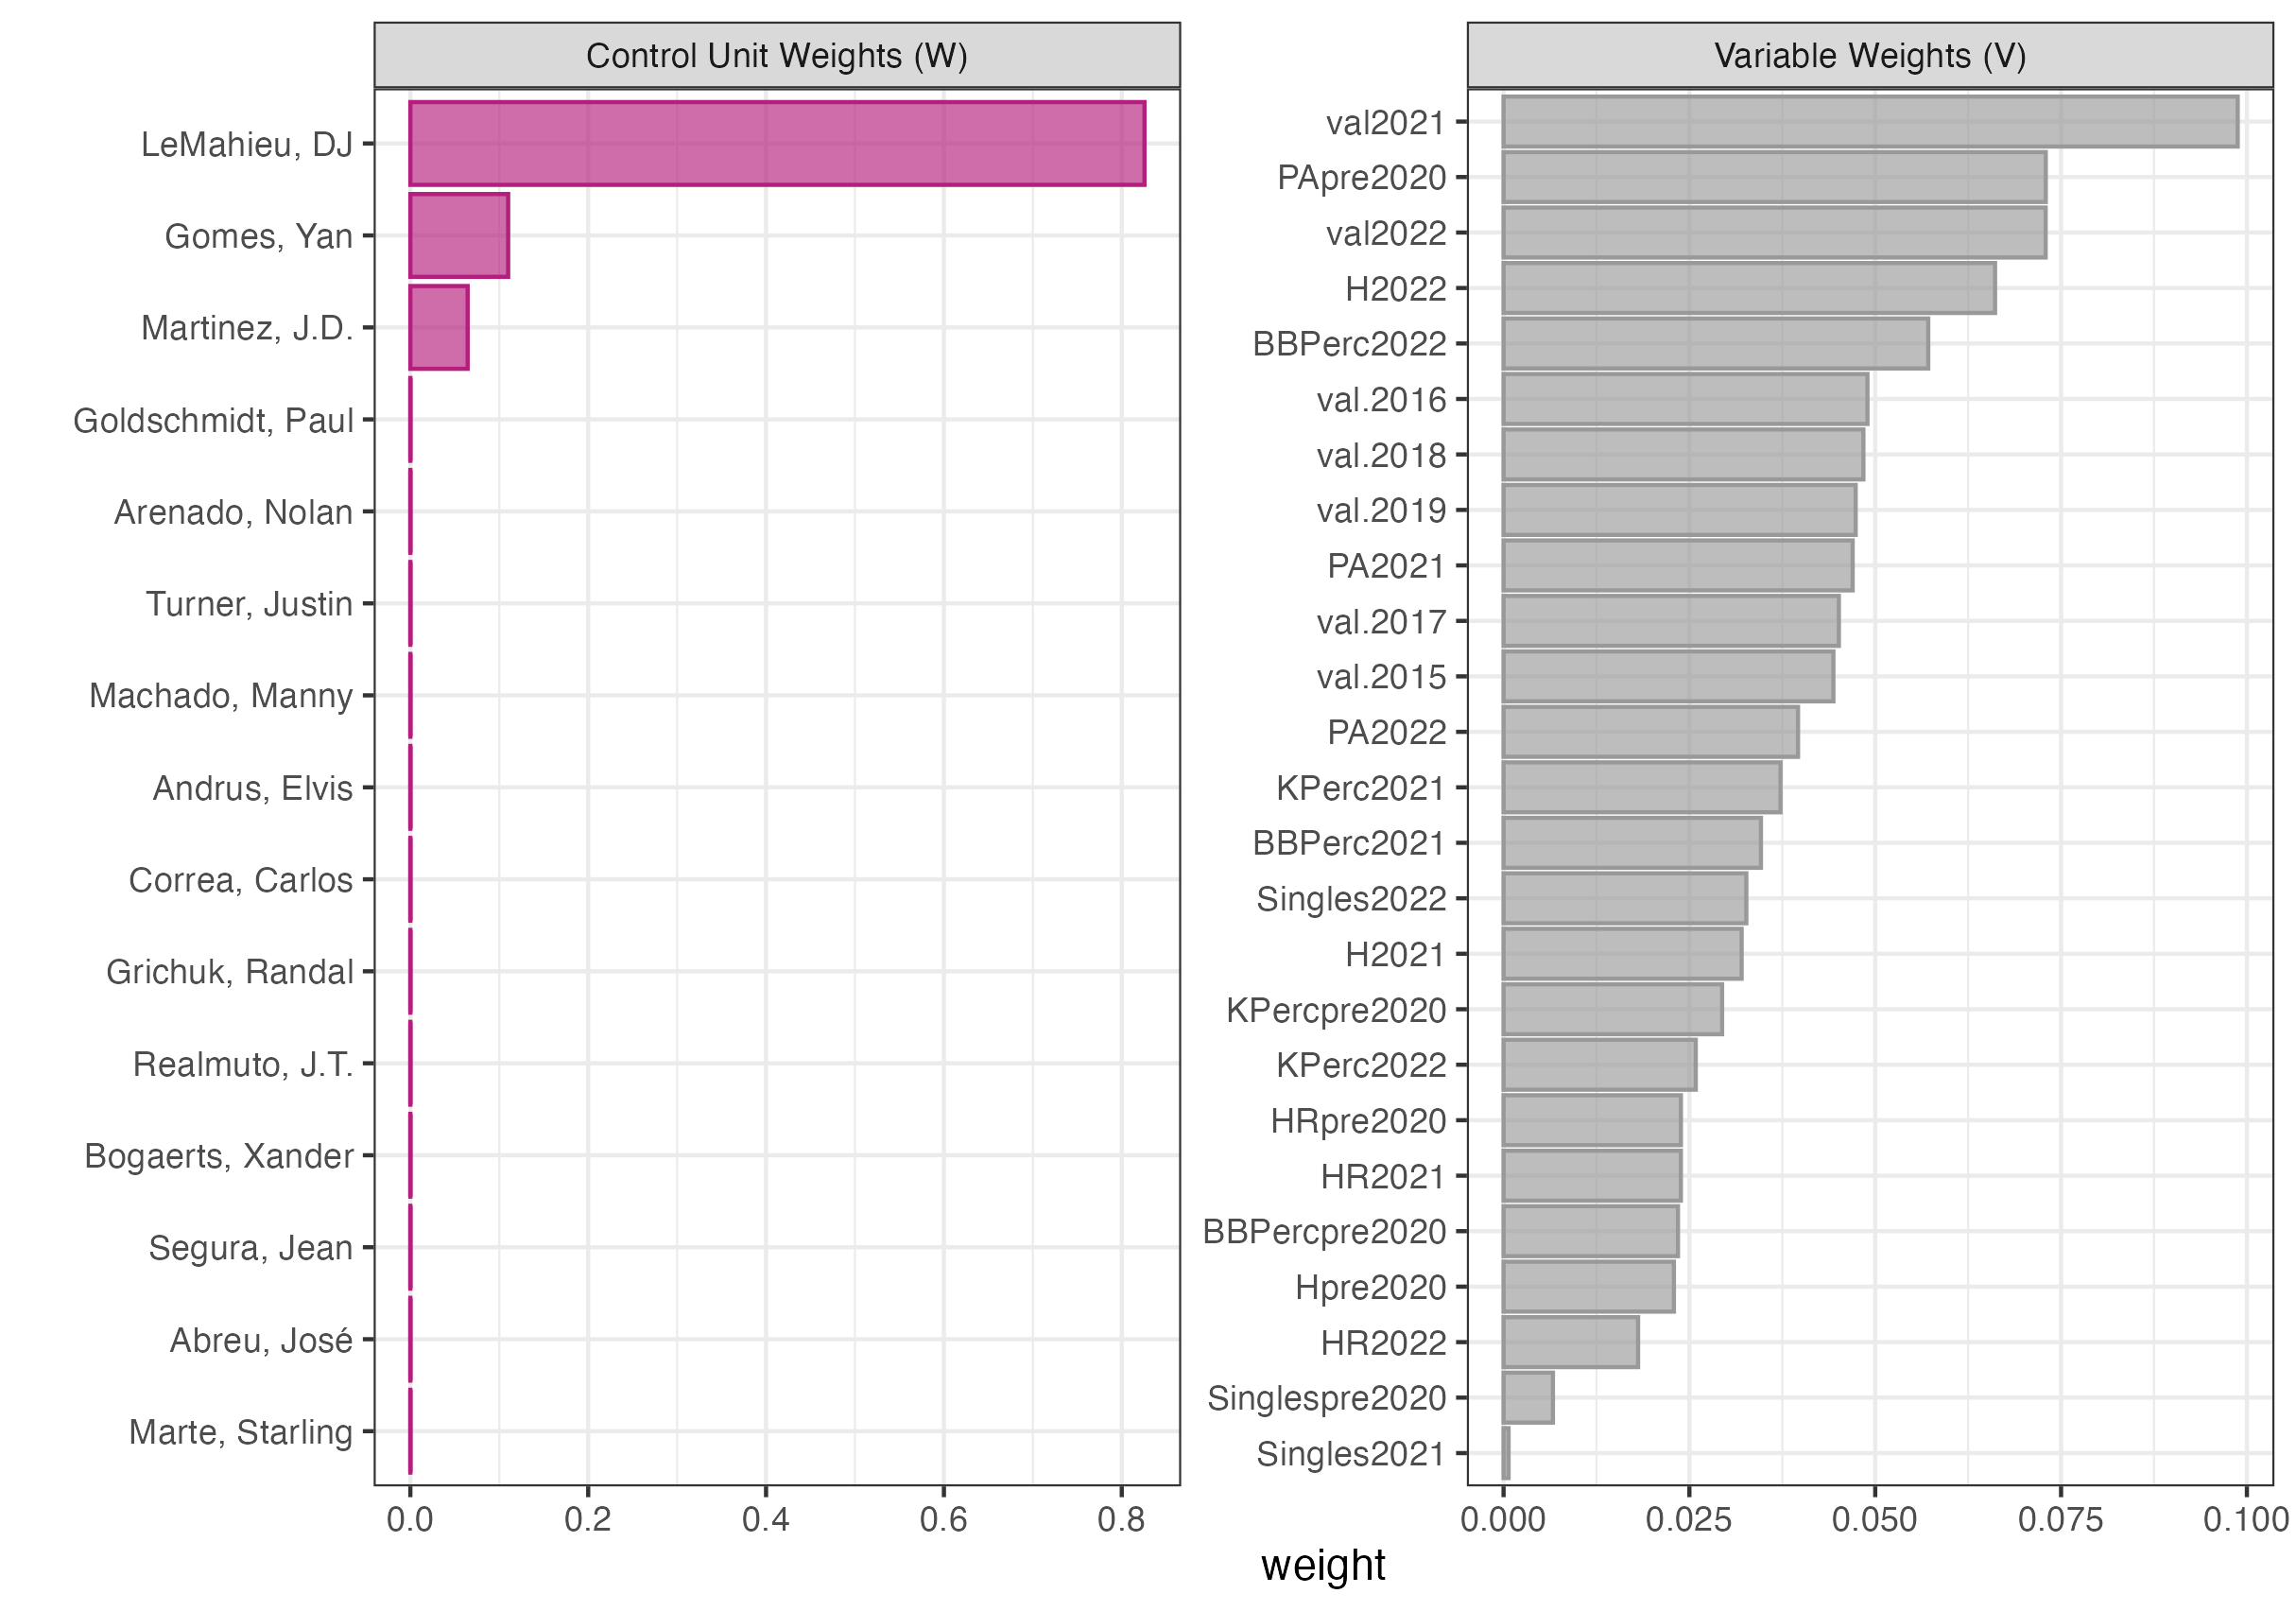 Control Unit Weights (W)
LeMahieu, DJ
Gomes, Yan
Martinez, J.D.
Goldschmidt, Paul
Arenado, Nolan
Turner, Justin
Machado, Manny
Andrus, Elvis
Correa, Carlos
Grichuk, Randal
Realmuto, J.T.
Bogaerts, Xander
Segura, Jean
Abreu, José
Marte, Starling
0.0 0.2 0.4 0.6 0.8
Variable Weights (V)
val2021
PApre2020
val2022
H2022
BBPerc2022
val.2016
val.2018
val.2019
PA2021
val.2017
val.2015
PA2022
KPerc2021
BBPerc2021
Singles2022
H2021
KPercpre2020
KPerc2022
HRpre2020
HR2021
BBPercpre2020
Hpre2020
HR2022
Singlespre2020
Singles2021
0.000 0.025 0.050 0.075 0.100
weight